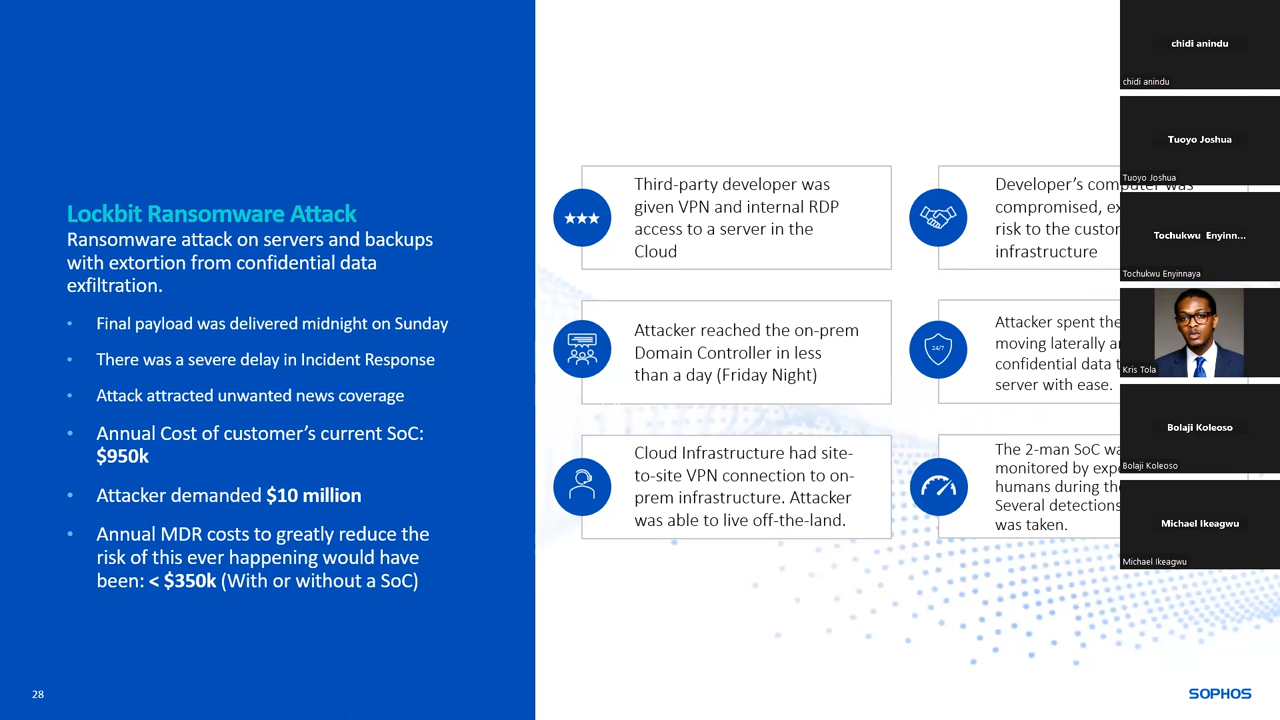 Lockbit Ransomware Attack
Ransomware attack on servers and backups
with extortion from confidential data
exfiltration.
• Final payload was delivered midnight on Sunday
• There was a severe delay in Incident Response
• Attack attracted unwanted news coverage
• Annual Cost of customer's current SoC:
$950k
• Attacker demanded $10 million
• Annual MDR costs to greatly reduce the
risk of this ever happening would have
been: < $350k (With or without a SoC)
28
Third-party developer was
given VPN and internal RDP
access to a server in the
Cloud
Developer's computer was
compromised,
risk to the
infrastructure
Attacker reached the on-prem
Domain Controller in less
than a day (Friday Night)
24/7
Attacker spent the
moving laterally
confidential data
server with ease.
Cloud Infrastructure had site-
to-site VPN connection to on-
prem infrastructure. Attacker
was able to live off-the-land.
The 2-man SoC
monitored by
humans during
Several detections
was taken.
SOPHOS
chidi anindu
chidi anindu
Tuoyo Joshua
Tuoyo Joshua
Tochukwu Enyinn...
Tochukwu Enyinnaya
Kris Tola
Bolaji Koleoso
Bolaji Koleoso
Michael Ikeagwu
Michael Ikeagwu